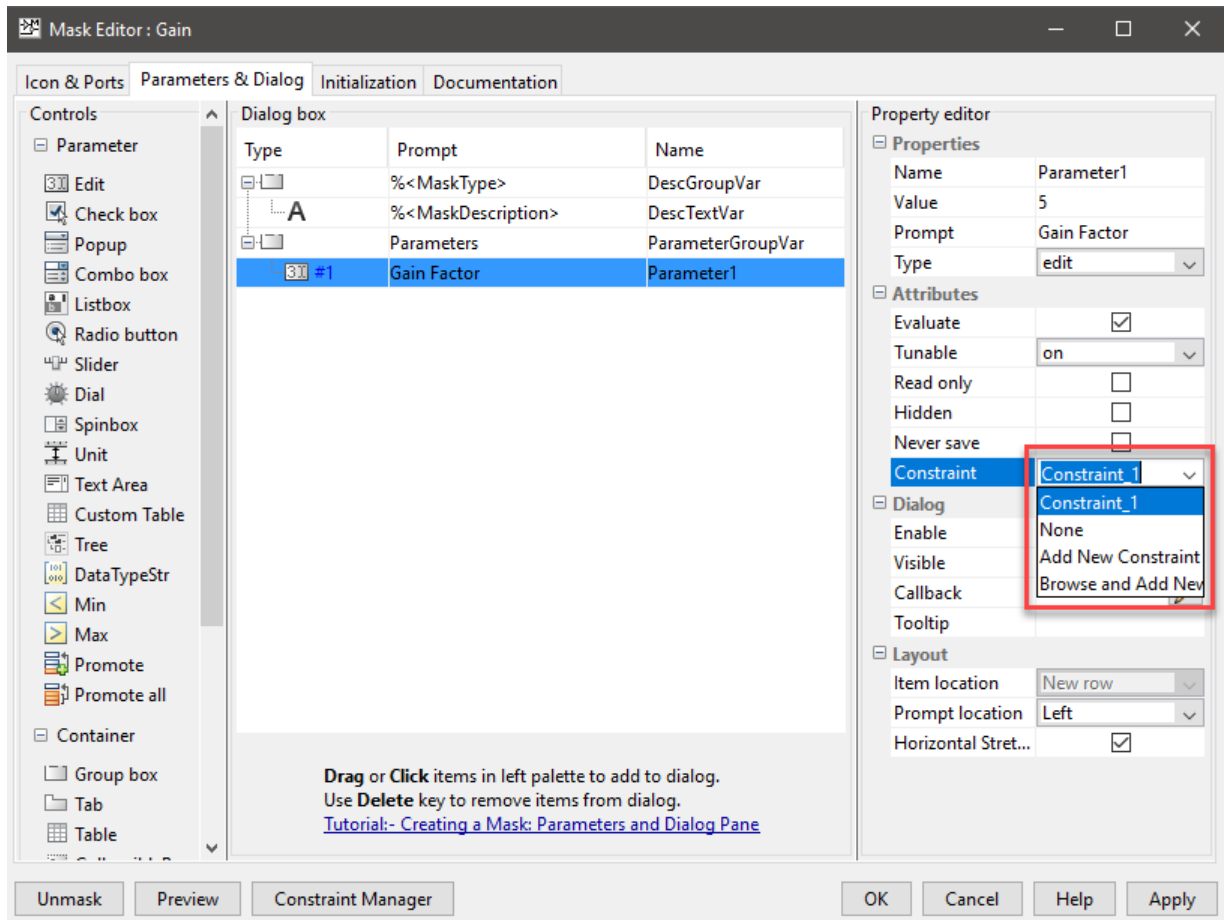 Mask Editor : Gain
Icon & Ports Parameters & Dialog Initialization Documentation
Controls
Parameter
Edit
Check box
Popup
Combo box
Listbox
Radio button
Slider
Dial
Spinbox
Unit
Text Area
Custom Table
Tree
DataTypeStr
Min
Max
Promote
Promote all
Container
Group box
Tab
Table
Dialog box
Type Prompt Name
%<MaskType> DescGroupVar
A %<MaskDescription> DescTextVar
Parameters ParameterGroupVar
#1 Gain Factor Parameter1
Drag or Click items in left palette to add to dialog.
Use Delete key to remove items from dialog.
Tutorial:- Creating a Mask: Parameters and Dialog Pane
Property editor
Properties
Name Parameter1
Value 5
Prompt Gain Factor
Type edit
Attributes
Evaluate
Tunable on
Read only
Hidden
Never save
Constraint Constraint_1
Constraint_1
Dialog
Enable None
Visible Add New Constraint
Callback Browse and Add New
Tooltip
Layout
Item location New row
Prompt location Left
Horizontal Stret...
Unmask Preview Constraint Manager OK Cancel Help Apply